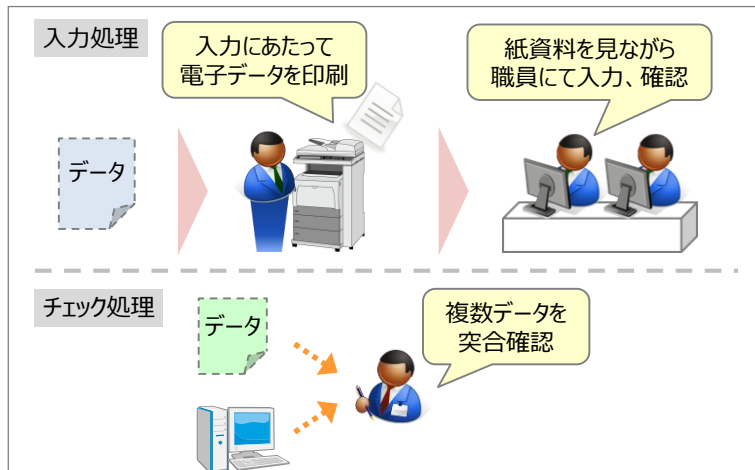 入力処理
入力にあたって
電子データを印刷
紙資料を見ながら
職員にて入力、確認
データ
チェック処理
データ
複数データを
突合確認